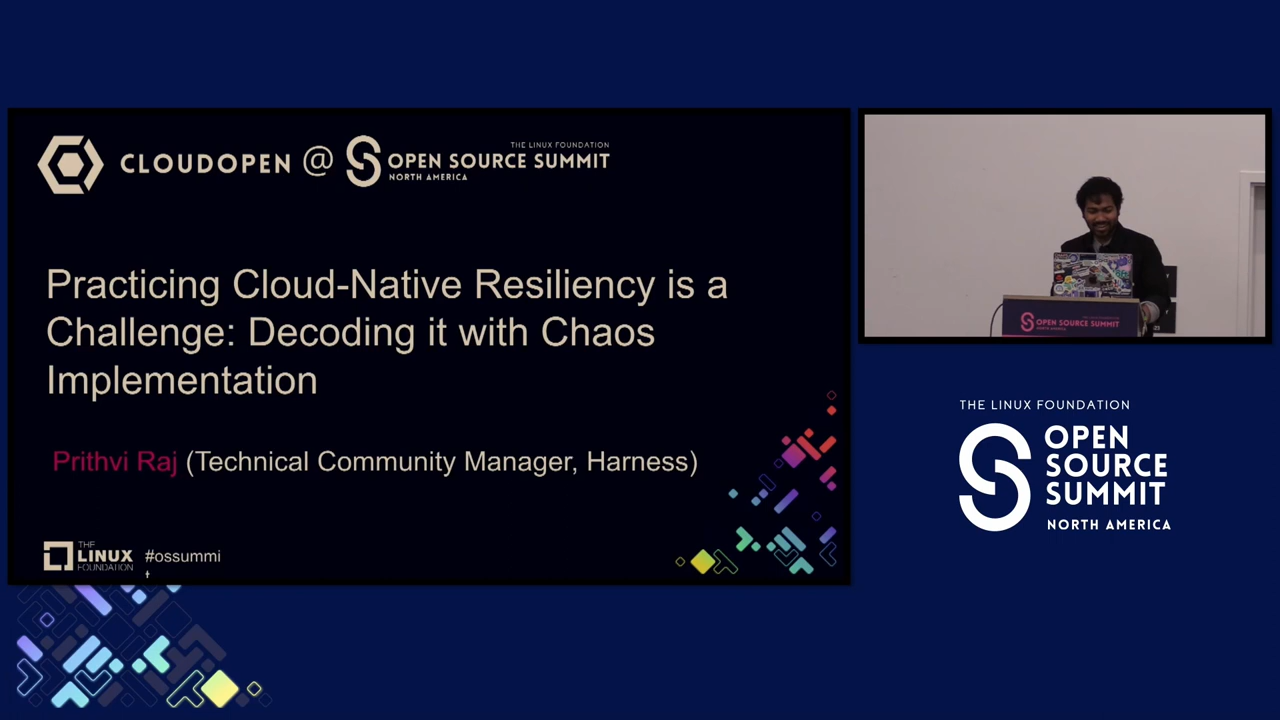 CLOUDOPEN @ THE LINUX FOUNDATION
OPEN SOURCE SUMMIT
NORTH AMERICA
Practicing Cloud-Native Resiliency is a
Challenge: Decoding it with Chaos
Implementation
Prithvi Raj (Technical Community Manager, Harness)
THE
LINUX
FOUNDATION
#ossummi
t
OPEN SOURCE SUMMIT
NORTH AMERICA
THE LINUX FOUNDATION
OPEN
SOURCE
SUMMIT
NORTH AMERICA